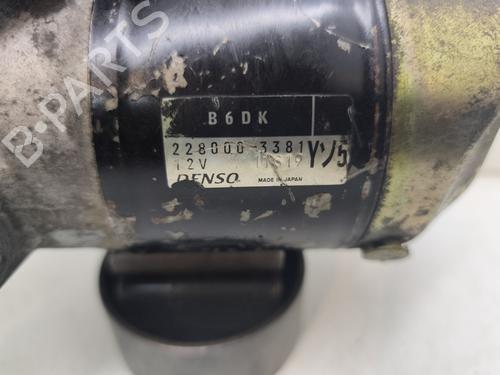 B-PARTS
B6DK
228000-3381
12V
DENSO MADE IN JAPAN